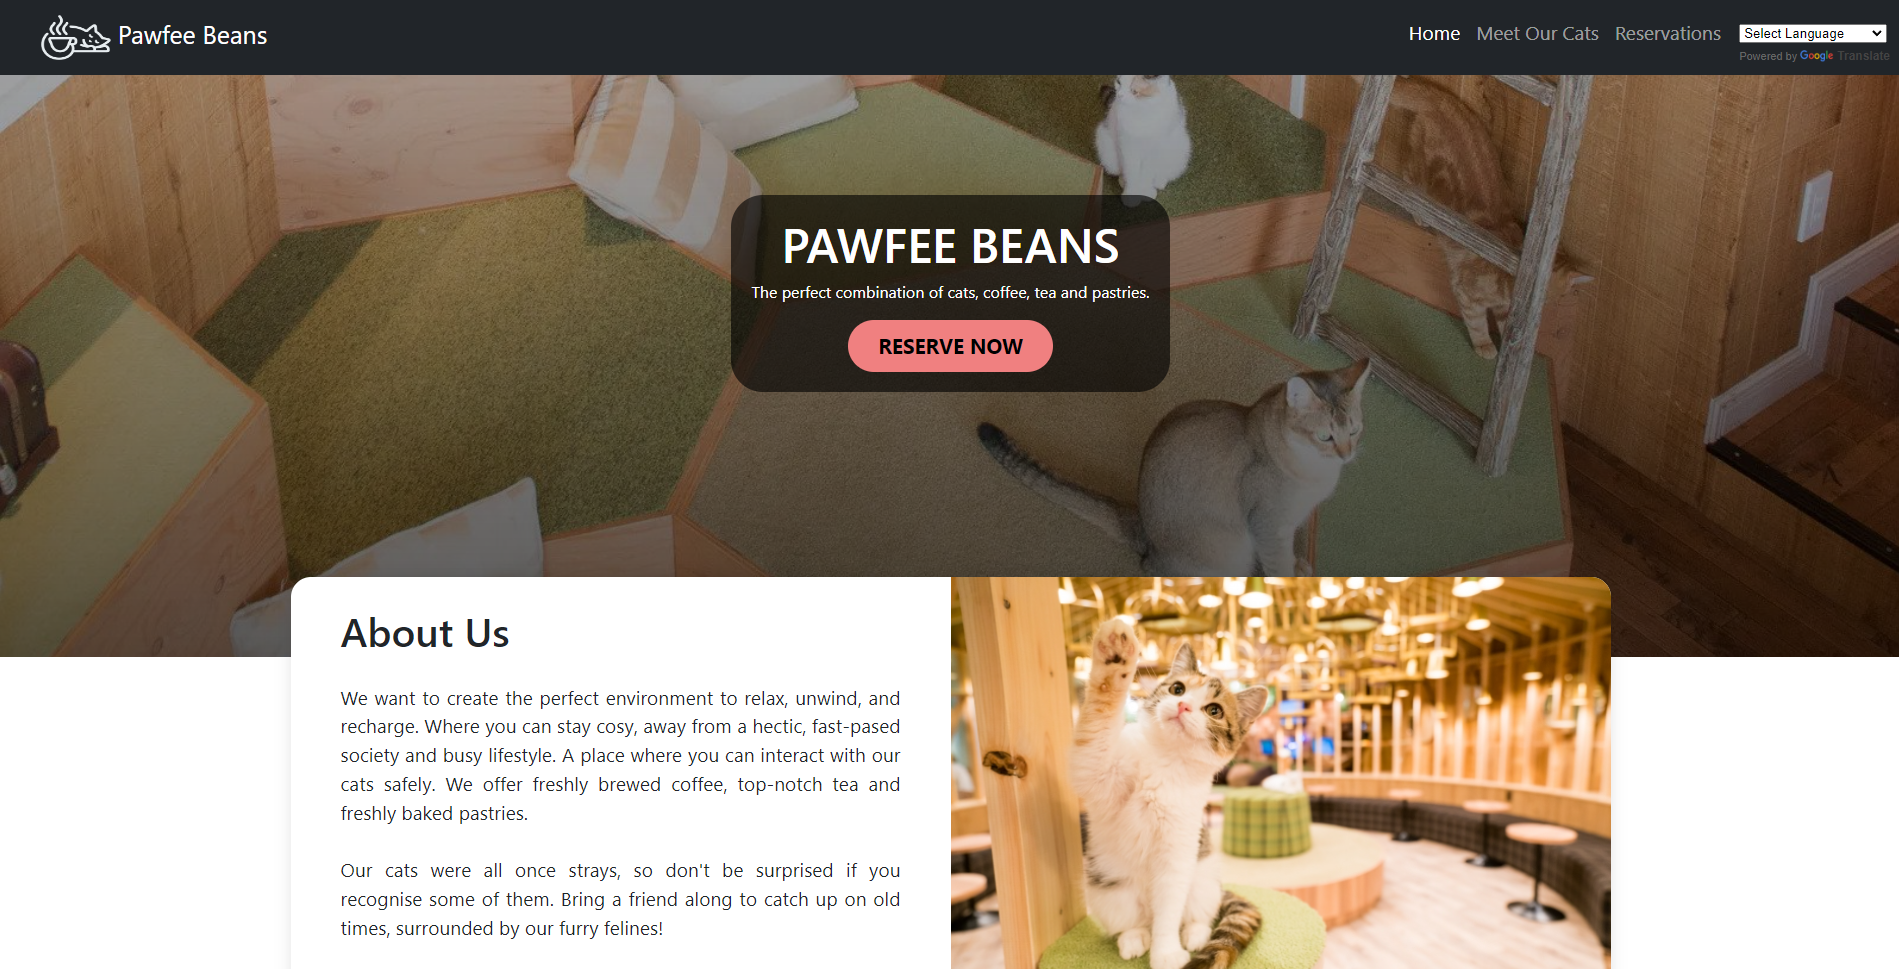 Pawfee Beans
Home Meet Our Cats Reservations Select Language
Powered by Google Translate
PAWFEE BEANS
The perfect combination of cats, coffee, tea and pastries.
RESERVE NOW
About Us
We want to create the perfect environment to relax, unwind, and
recharge. Where you can stay cosy, away from a hectic, fast-pased
society and busy lifestyle. A place where you can interact with our
cats safely. We offer freshly brewed coffee, top-notch tea and
freshly baked pastries.
Our cats were all once strays, so don't be surprised if you
recognise some of them. Bring a friend along to catch up on old
times, surrounded by our furry felines!